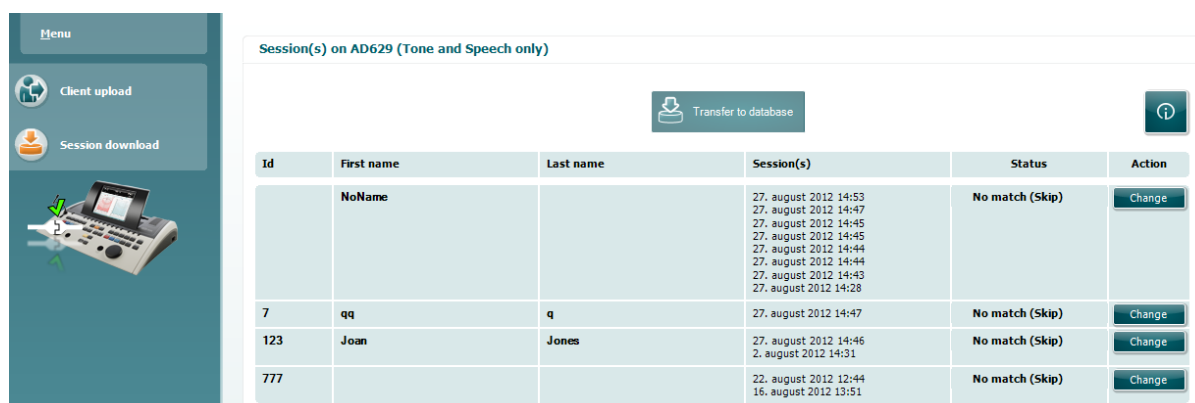 Menu
Client upload
Session download
Session(s) on AD629 (Tone and Speech only)
Transfer to database
Id First name Last name Session(s) Status Action
NoName 27. august 2012 14:53 No match (Skip) Change
27. august 2012 14:47
27. august 2012 14:45
27. august 2012 14:45
27. august 2012 14:44
27. august 2012 14:44
27. august 2012 14:43
27. august 2012 14:28
7 qq q 27. august 2012 14:47 No match (Skip) Change
123 Joan Jones 27. august 2012 14:46 No match (Skip) Change
2. august 2012 14:31
777 22. august 2012 12:44 No match (Skip) Change
16. august 2012 13:51